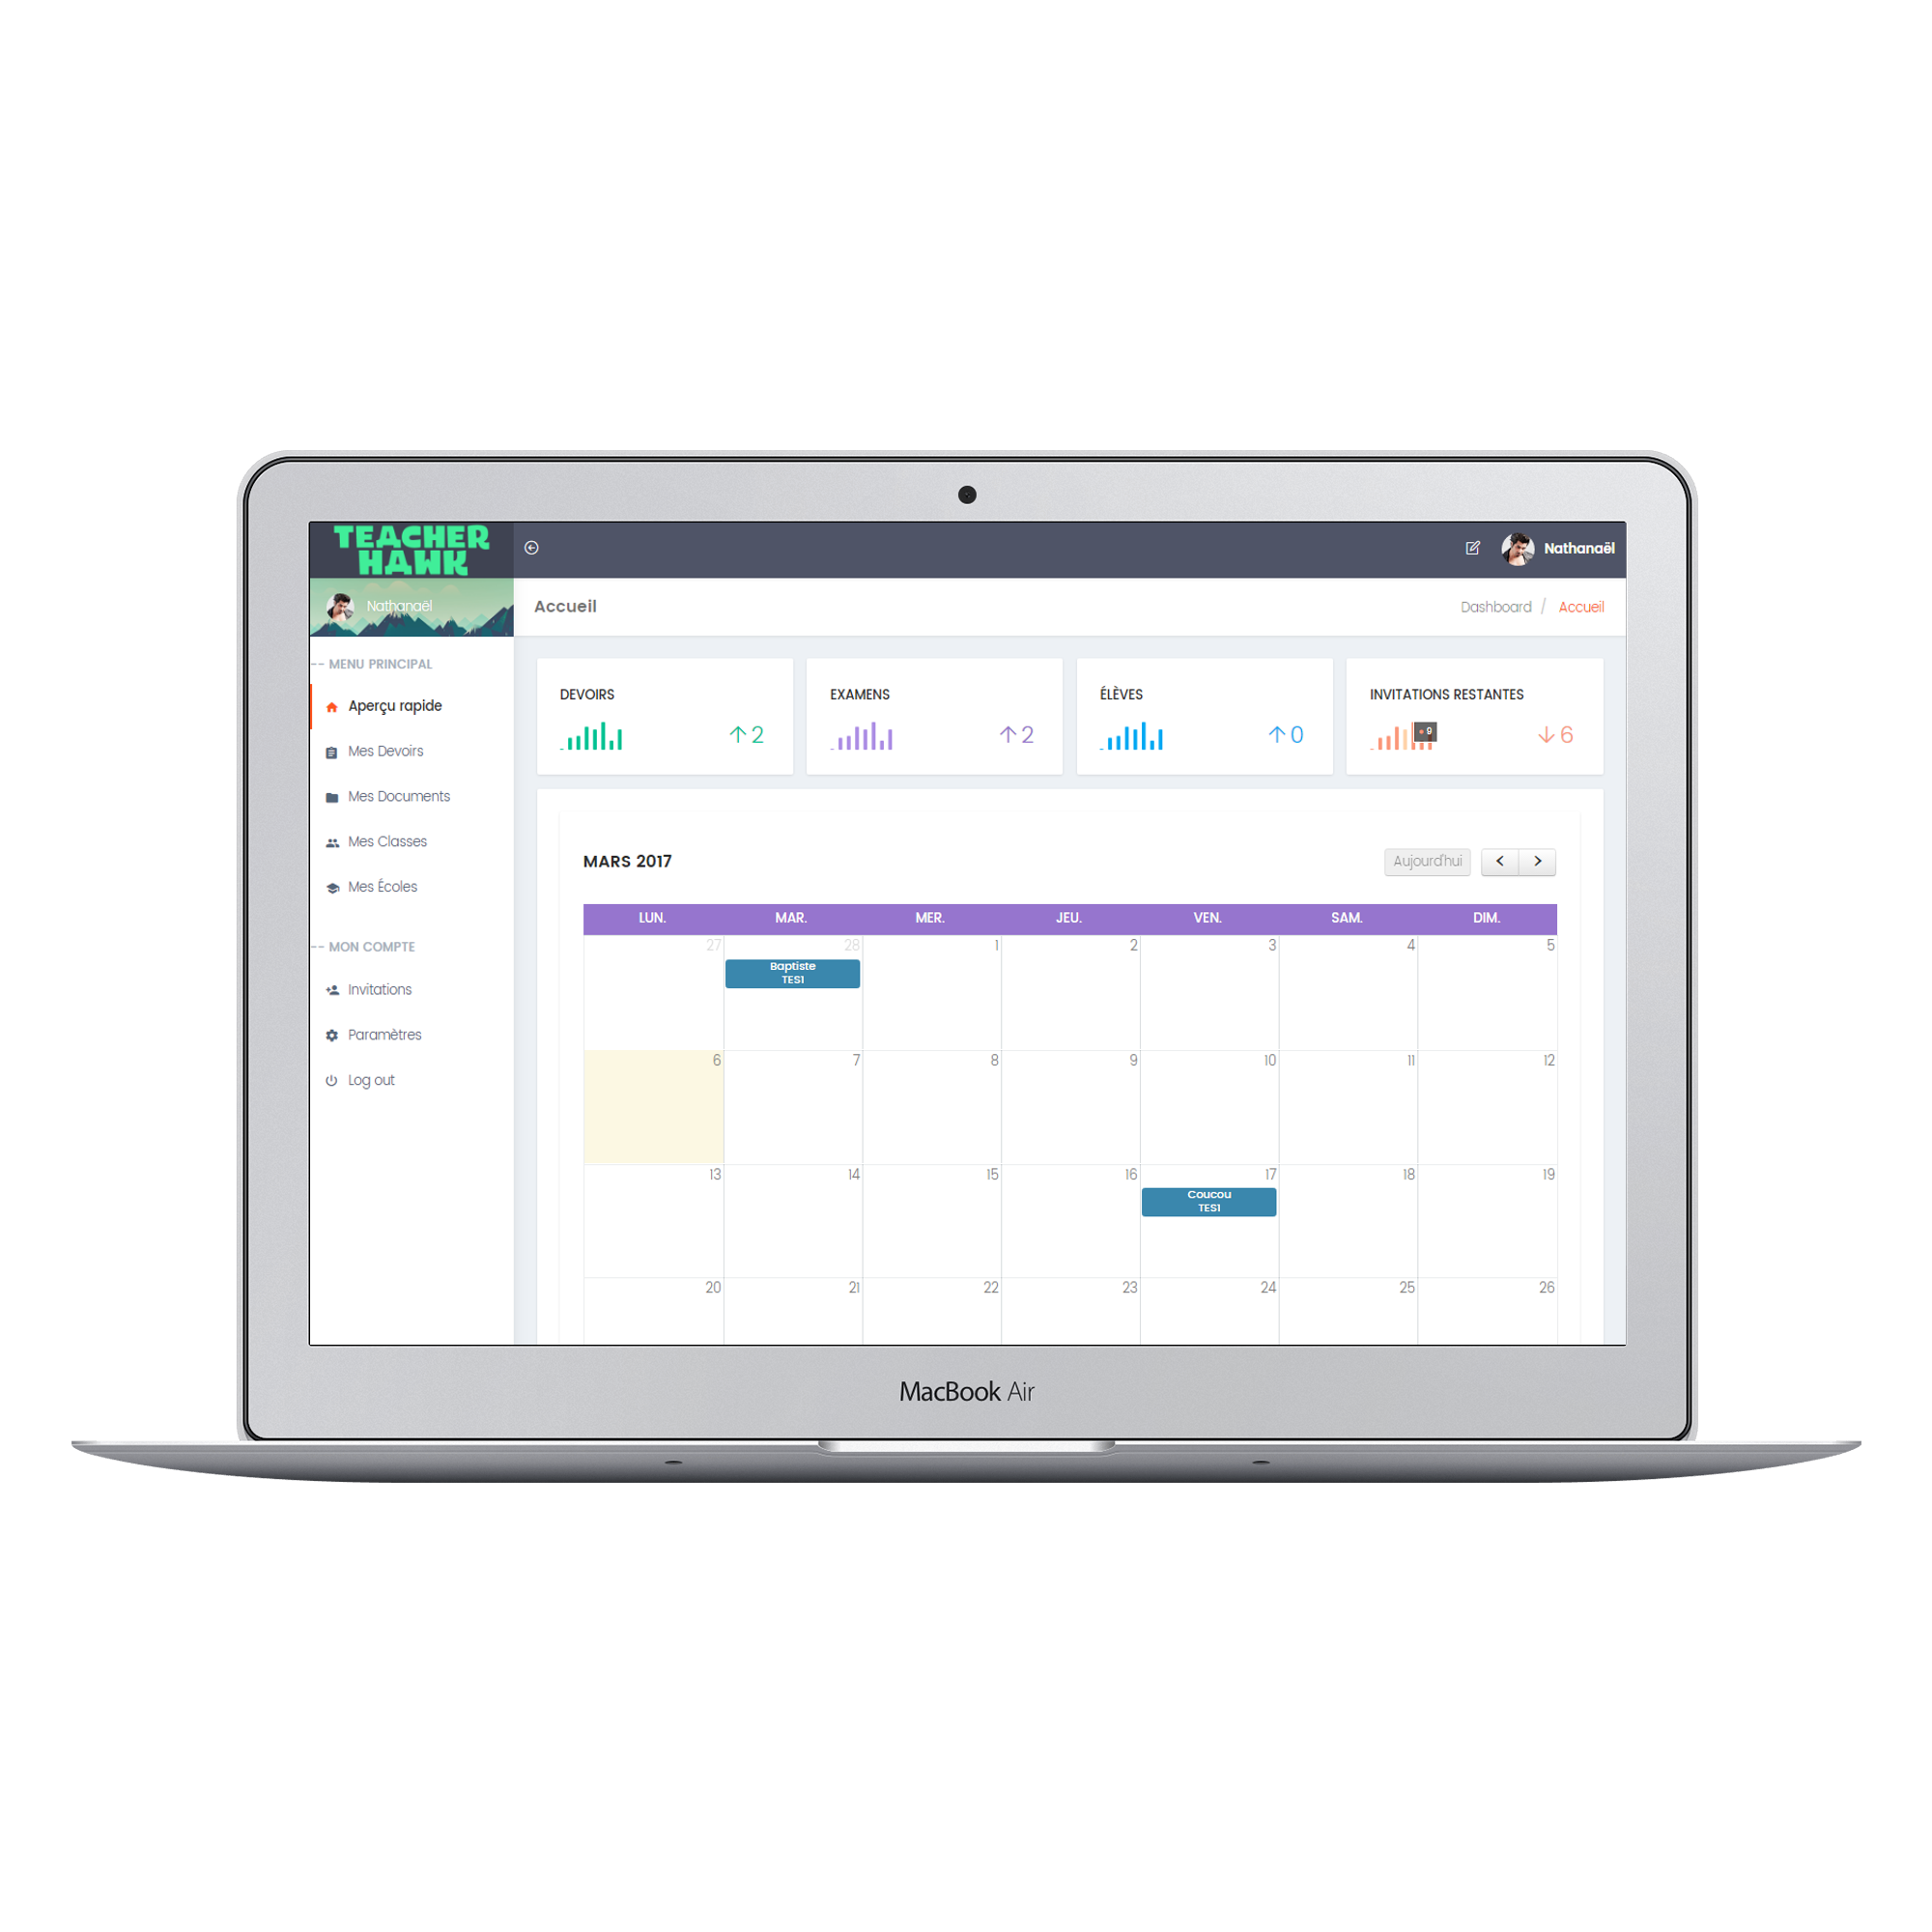 TEACHER
HAWK
Nathanaël
Nathanaël
Accueil
Dashboard / Accueil
-- MENU PRINCIPAL
Aperçu rapide
Mes Devoirs
Mes Documents
Mes Classes
Mes Écoles
-- MON COMPTE
Invitations
Paramètres
Log out
DEVOIRS
↑ 2
EXAMENS
↑ 2
ÉLÈVES
↑ 0
INVITATIONS RESTANTES
9
↓ 6
MARS 2017
Aujourd'hui
< >
LUN. MAR. MER. JEU. VEN. SAM. DIM.
27 28 1 2 3 4 5
Baptiste
TES1
6 7 8 9 10 11 12
13 14 15 16 17 18 19
Coucou
TES1
20 21 22 23 24 25 26
MacBook Air